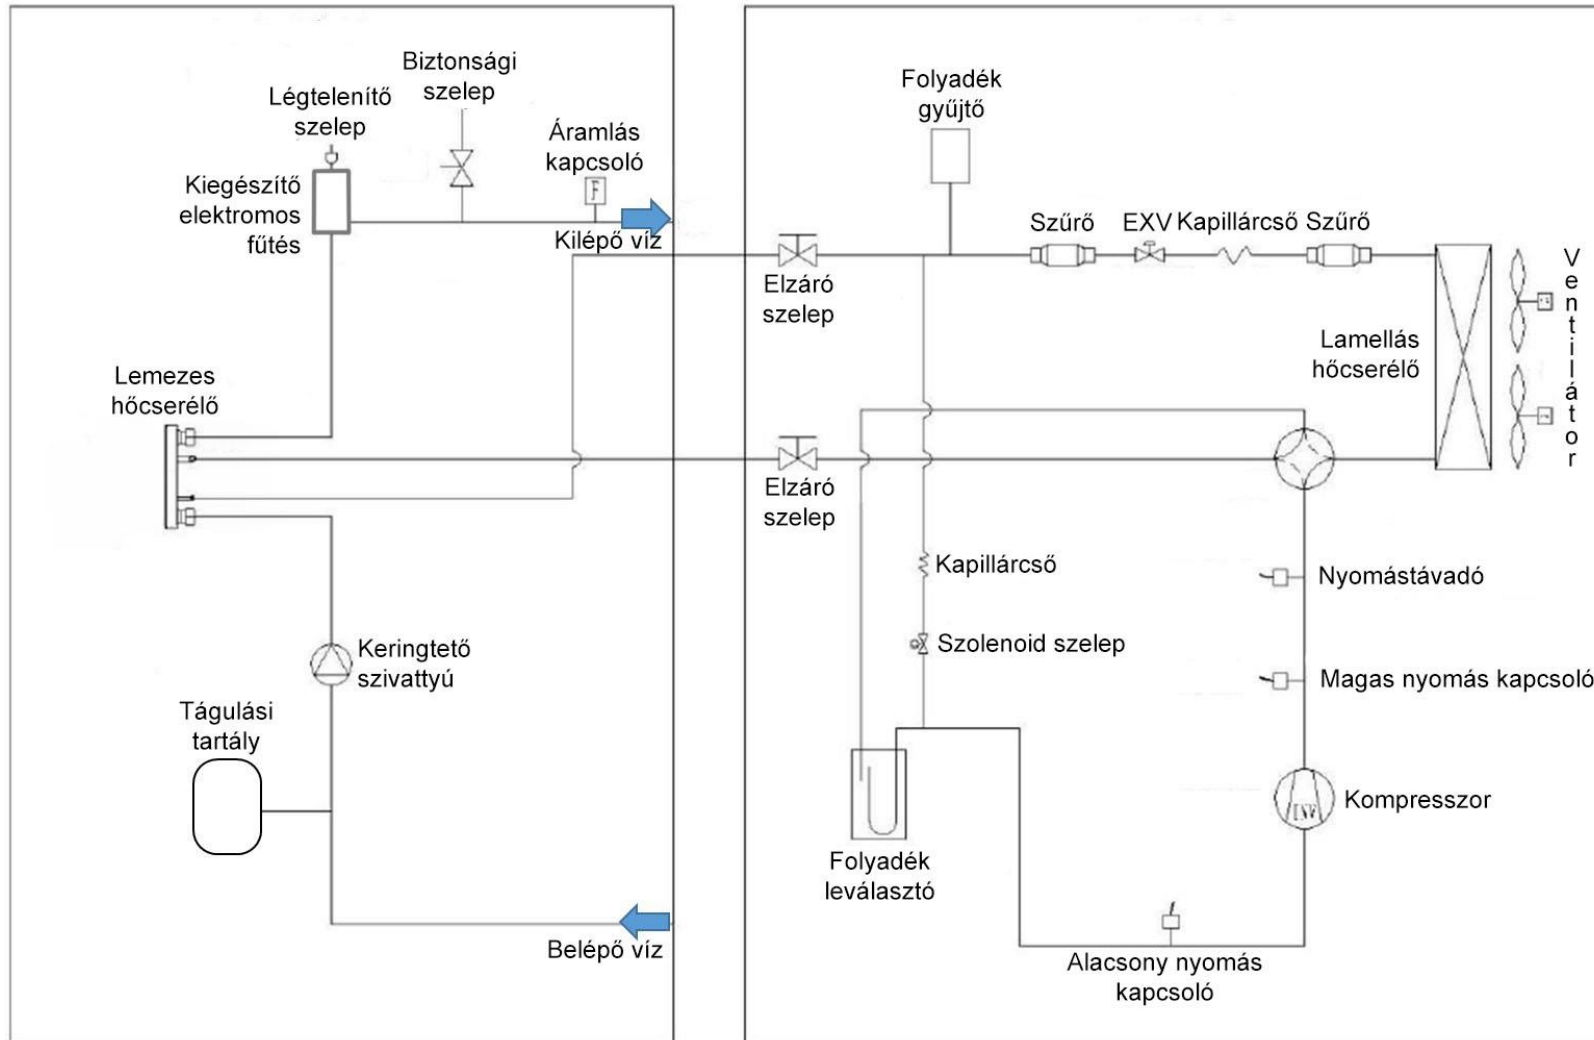 Biztonsági
szelep
Légtelenítő
szelep
Áramlás
kapcsoló
F
Kiegészítő
elektromos
fűtés
Kilépő víz
Lemezes
hőcserélő
Keringtető
szivattyú
Tágulási
tartály
Belépő víz
Folyadék
gyűjtő
Szűrő
EXV
Kapillárcső
Szűrő
Elzáró
szelep
Ventilátor
Lamellás
hőcserélő
Elzáró
szelep
Kapillárcső
Nyomástávadó
Szolenoid szelep
Magas nyomás kapcsoló
Kompresszor
INV
Folyadék
leválasztó
Alacsony nyomás
kapcsoló